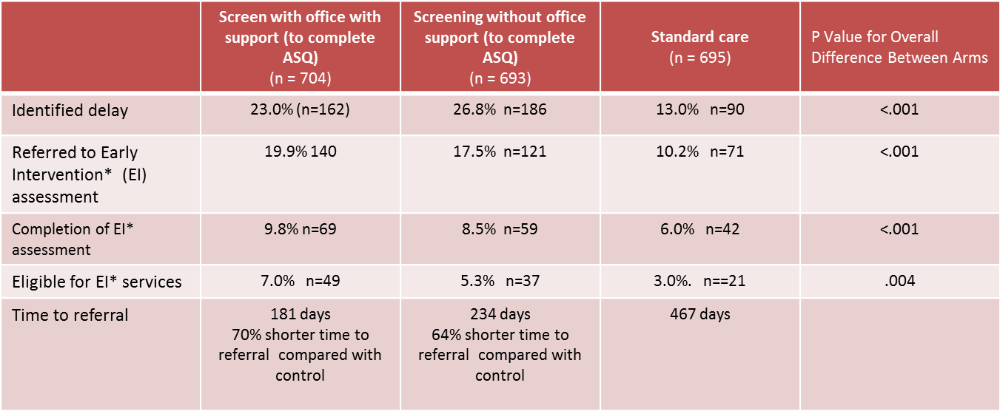 Screen with office with
support (to complete
ASQ)
(n = 704)
Screening without office
support (to complete
ASQ)
(n = 693)
Standard care
(n = 695)
P Value for Overall
Difference Between Arms
Identified delay
23.0% (n=162)
26.8% n=186
13.0% n=90
<.001
Referred to Early
Intervention* (EI)
assessment
19.9% 140
17.5% n=121
10.2% n=71
<.001
Completion of EI*
assessment
9.8% n=69
8.5% n=59
6.0% n=42
<.001
Eligible for EI* services
7.0% n=49
5.3% n=37
3.0%. n==21
.004
Time to referral
181 days
70% shorter time to
referral compared with
control
234 days
64% shorter time to
referral compared with
control
467 days